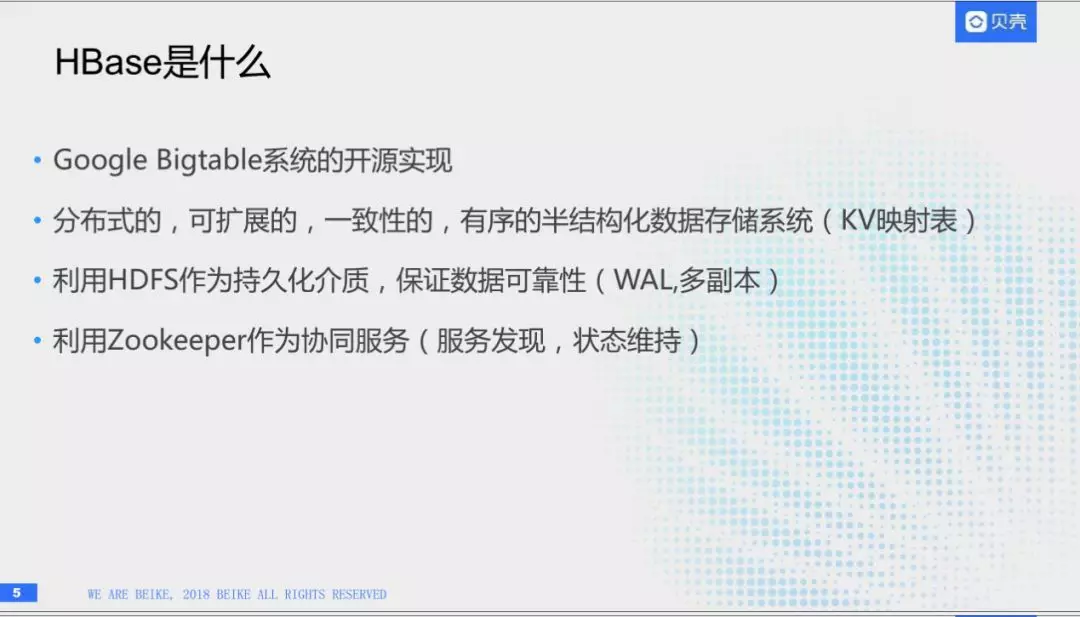 贝壳
HBase是什么
Google Bigtable系统的开源实现
分布式的，可扩展的，一致性的，有序的半结构化数据存储系统（KV映射表）
利用HDFS作为持久化介质，保证数据可靠性（WAL,多副本）
利用Zookeeper作为协同服务（服务发现，状态维持）
5
WE ARE BEIKE, 2018 BEIKE ALL RIGHTS RESERVED